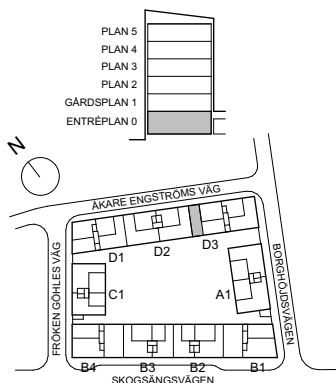 PLAN 5
PLAN 4
PLAN 3
PLAN 2
GÅRDSPLAN 1
ENTRÉPLAN 0
N
ÅKARE ENGSTRÖMS VÄG
D1
D2
D3
FRÖKEN GÖHLES VÄG
BORGHÖJDSVÄGEN
C1
A1
B4
B3
B2
B1
SKOGSÄNGSVÄGEN